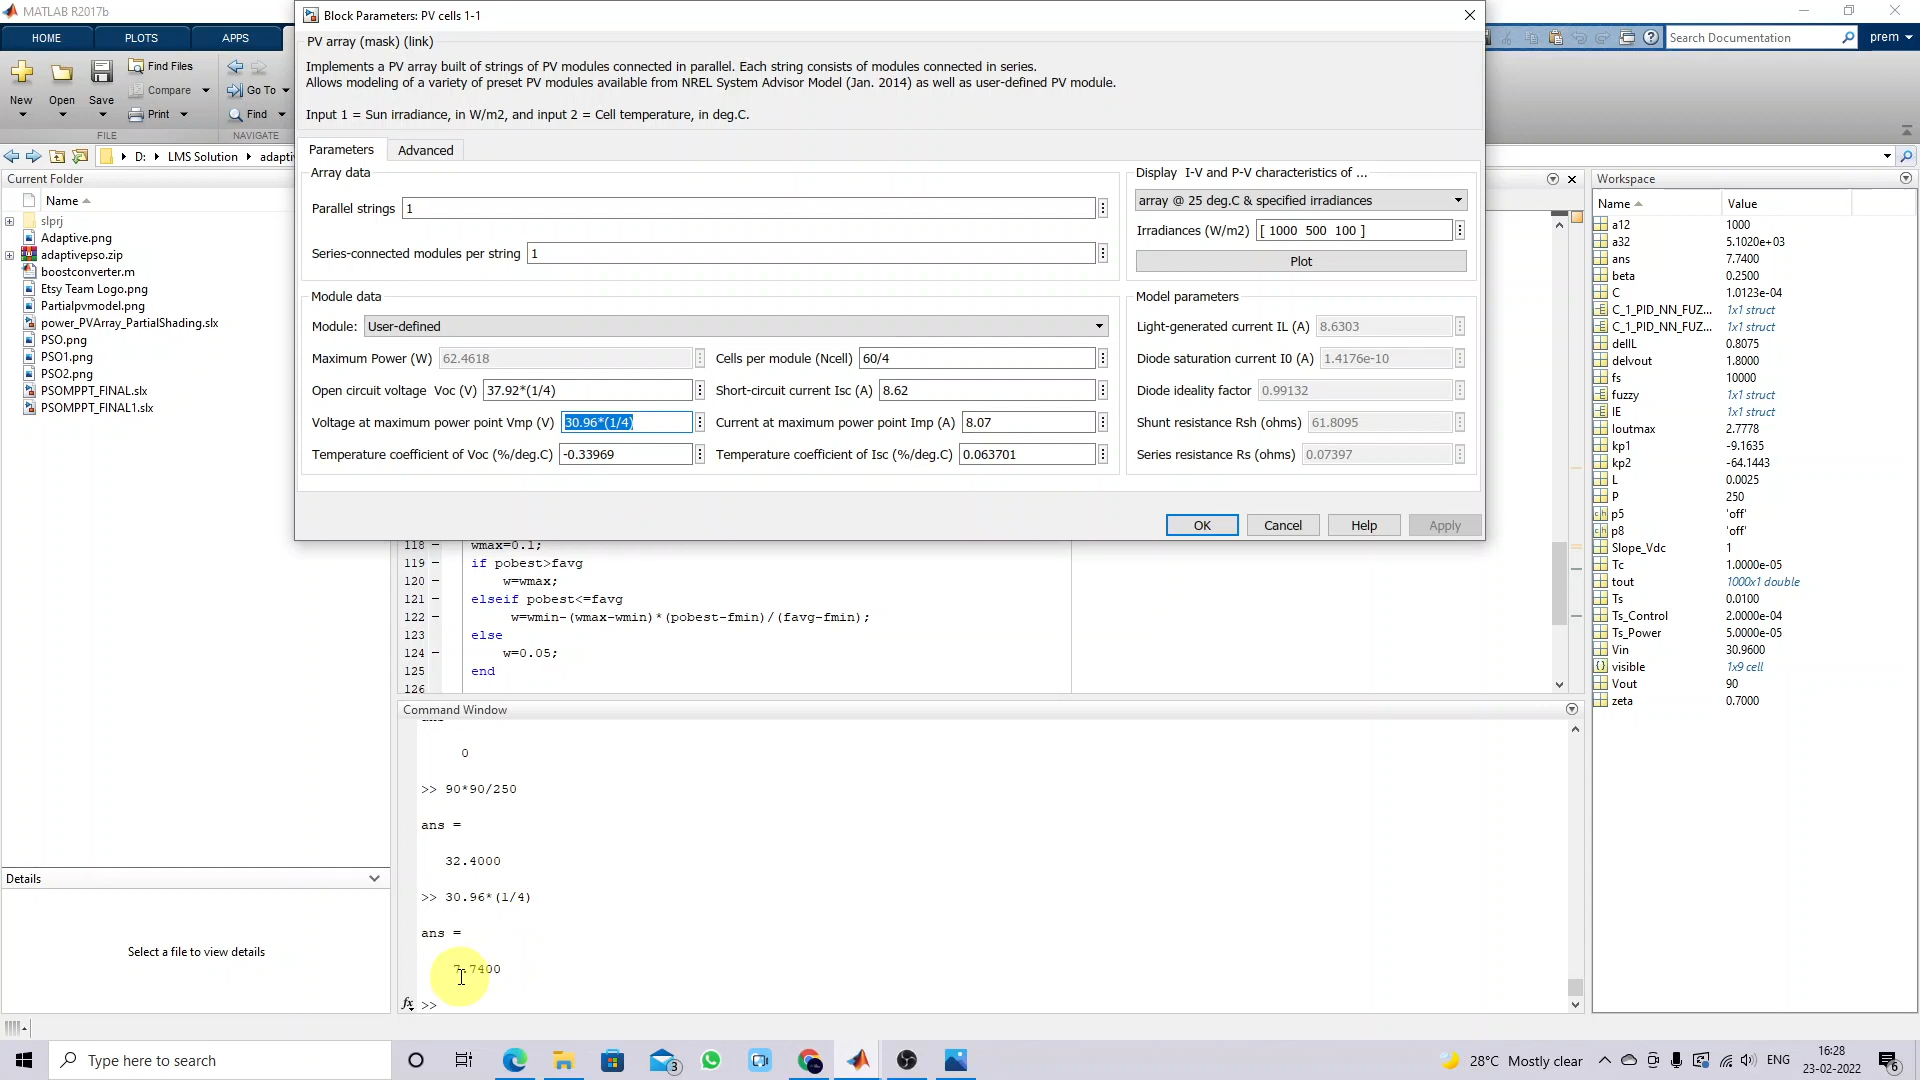 MATLAB R2017b
HOME
PLOTS
APPS
Search Documentation
prem
New
Open
Save
Find Files
Compare
Print
Go To
Find
FILE
NAVIGATE
D:
LMS Solution
Current Folder
Name
slprj
Adaptive.png
adaptivepso.zip
boostconverter.m
Etsy Team Logo.png
Partialpvmodel.png
power_PVArray_PartialShading.slx
PSO.png
PSO1.png
PSO2.png
PSOMPPT_FINAL.slx
PSOMPPT_FINAL1.slx
Details
Select a file to view details
Block Parameters: PV cells 1-1
PV array (mask) (link)
Implements a PV array built of strings of PV modules connected in parallel. Each string consists of modules connected in series.
Allows modeling of a variety of preset PV modules available from NREL System Advisor Model (Jan. 2014) as well as user-defined PV module.
Input 1 = Sun irradiance, in W/m2, and input 2 = Cell temperature, in deg.C.
Parameters
Advanced
Array data
Parallel strings 1
Series-connected modules per string 1
Display I-V and P-V characteristics of ...
array @ 25 deg.C & specified irradiances
Irradiances (W/m2) [ 1000 500 100 ]
Plot
Module data
Module: User-defined
Maximum Power (W) 62.4618
Cells per module (Ncell) 60/4
Open circuit voltage Voc (V) 37.92*(1/4)
Short-circuit current Isc (A) 8.62
Voltage at maximum power point Vmp (V) 30.96*(1/4)
Current at maximum power point Imp (A) 8.07
Temperature coefficient of Voc (%/deg.C) -0.33969
Temperature coefficient of Isc (%/deg.C) 0.063701
Model parameters
Light-generated current IL (A) 8.6303
Diode saturation current I0 (A) 1.4176e-10
Diode ideality factor 0.99132
Shunt resistance Rsh (ohms) 61.8095
Series resistance Rs (ohms) 0.07397
OK
Cancel
Help
Apply
118 wmax=0.1;
119 if pobest>favg
120 w=wmax;
121 elseif pobest<=favg
122 w=wmin-(wmax-wmin)*(pobest-fmin)/(favg-fmin);
123 else
124 w=0.05;
125 end
126
Command Window
0
>> 90*90/250
ans =
32.4000
>> 30.96*(1/4)
ans =
7.7400
fx >>
Workspace
Name Value
a12 1000
a32 5.1020e+03
ans 7.7400
beta 0.2500
C 1.0123e-04
C_1_PID_NN_FUZ... 1x1 struct
C_1_PID_NN_FUZ... 1x1 struct
dellL 0.8075
delvout 1.8000
fs 10000
fuzzy 1x1 struct
IE 1x1 struct
Ioutmax 2.7778
kp1 -9.1635
kp2 -64.1443
L 0.0025
P 250
p5 'off'
p8 'off'
Slope_Vdc 1
Tc 1.0000e-05
tout 1000x1 double
Ts 0.0100
Ts_Control 2.0000e-04
Ts_Power 5.0000e-05
Vin 30.9600
visible 1x9 cell
Vout 90
zeta 0.7000
Type here to search
3
28°C Mostly clear
ENG
16:28
23-02-2022
6